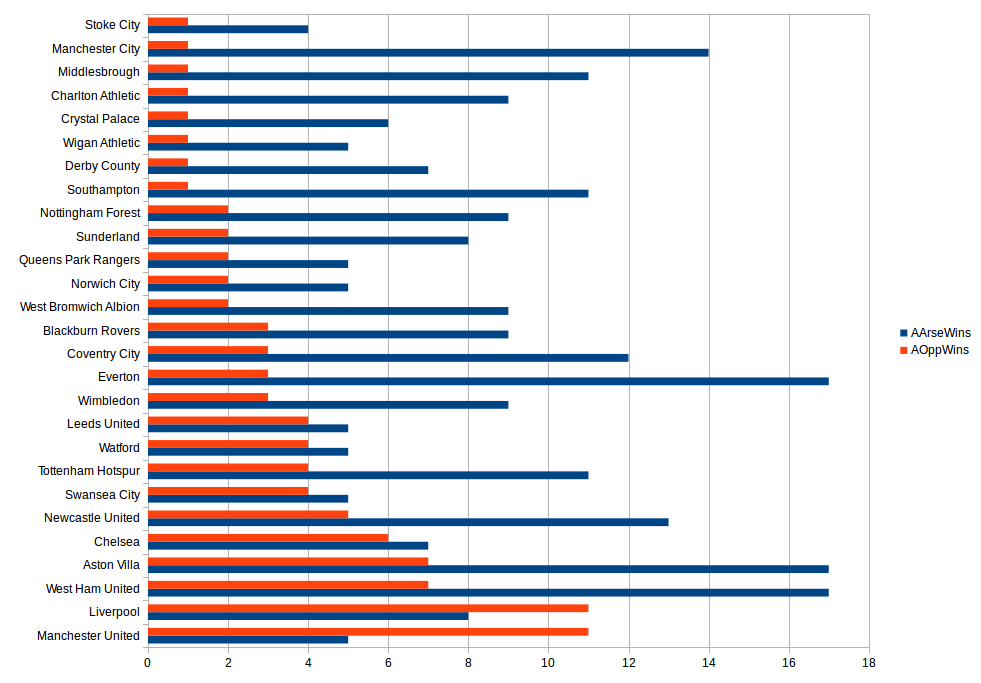 Stoke City
Manchester City
Middlesbrough
Charlton Athletic
Crystal Palace
Wigan Athletic
Derby County
Southampton
Nottingham Forest
Sunderland
Queens Park Rangers
Norwich City
West Bromwich Albion
Blackburn Rovers
Coventry City
Everton
Wimbledon
Leeds United
Watford
Tottenham Hotspur
Swansea City
Newcastle United
Chelsea
Aston Villa
West Ham United
Liverpool
Manchester United
0 2 4 6 8 10 12 14 16 18
AArseWins
AOppWins